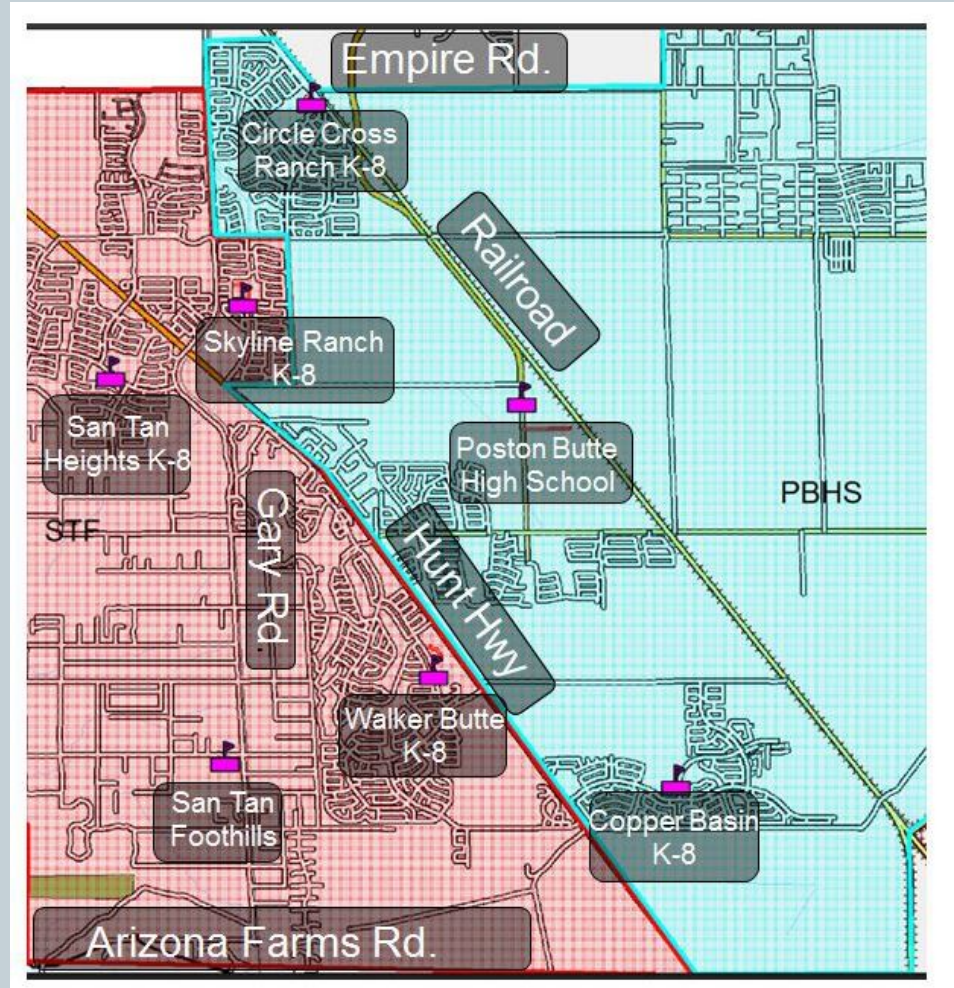 Empire Rd.
Circle Cross
Ranch K-8
Railroad
Skyline Ranch
K-8
San Tan
Heights K-8
Poston Butte
High School
PBHS
STF
Gary Rd.
Hunt Hwy
Walker Butte
K-8
San Tan
Foothills
Copper Basin
K-8
Arizona Farms Rd.